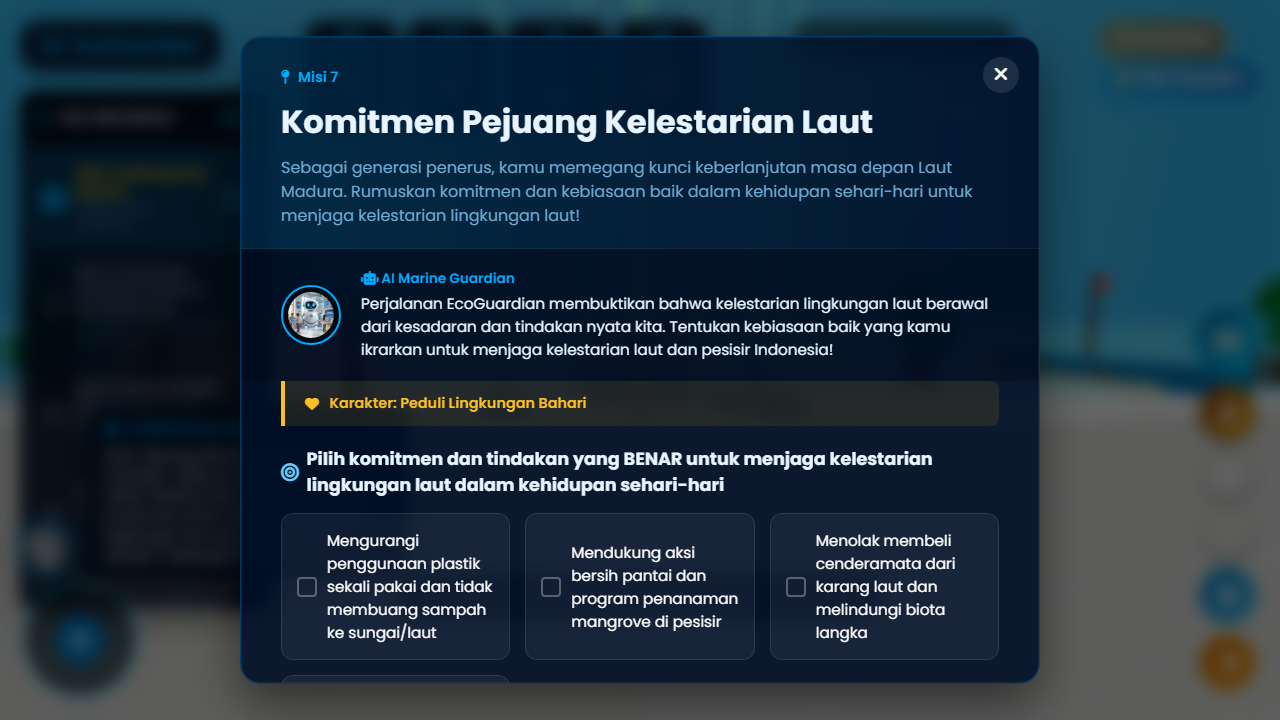 Misi 7
Komitmen Pejuang Kelestarian Laut
Sebagai generasi penerus, kamu memegang kunci keberlanjutan masa depan Laut
Madura. Rumuskan komitmen dan kebiasaan baik dalam kehidupan sehari-hari untuk
menjaga kelestarian lingkungan laut!
AI Marine Guardian
Perjalanan EcoGuardian membuktikan bahwa kelestarian lingkungan laut berawal
dari kesadaran dan tindakan nyata kita. Tentukan kebiasaan baik yang kamu
ikrarkan untuk menjaga kelestarian laut dan pesisir Indonesia!
Karakter: Peduli Lingkungan Bahari
Pilih komitmen dan tindakan yang BENAR untuk menjaga kelestarian
lingkungan laut dalam kehidupan sehari-hari
Mengurangi
penggunaan plastik
sekali pakai dan tidak
membuang sampah
ke sungai/laut
Mendukung aksi
bersih pantai dan
program penanaman
mangrove di pesisir
Menolak membeli
cenderamata dari
karang laut dan
melindungi biota
langka